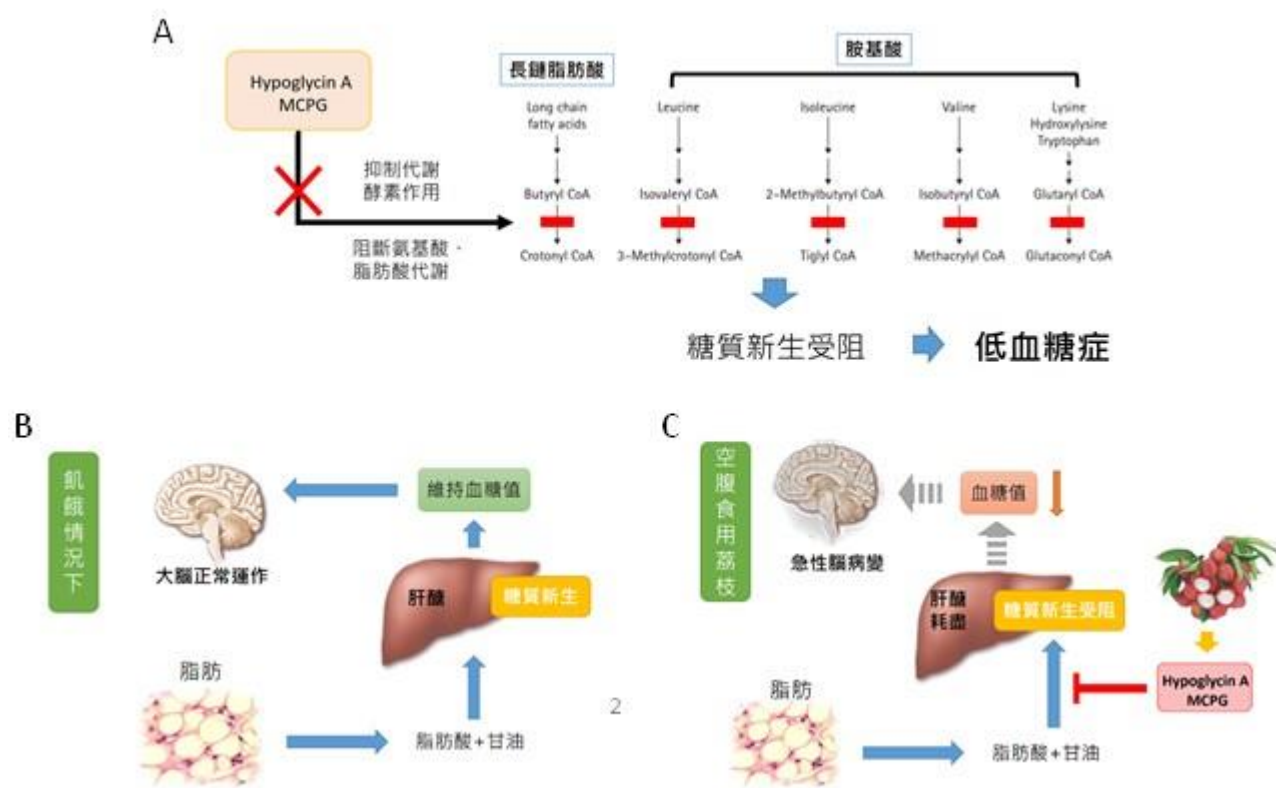 A
Hypoglycin A
MCPG
抑制代謝
酵素作用
阻斷氨基酸、
脂肪酸代謝
長鏈脂肪酸
胺基酸
Long chain
fatty acids
Leucine
Isoleucine
Valine
Lysine
Hydroxylysine
Tryptophan
Butyryl CoA
Isovaleryl CoA
2-Methylbutyryl CoA
Isobutyryl CoA
Glutaryl CoA
Crotonyl CoA
3-Methylcrotonyl CoA
Tiglyl CoA
Methacrylyl CoA
Glutaconyl CoA
糖質新生受阻
低血糖症
B
飢餓情況下
大腦正常運作
維持血糖值
肝醣
糖質新生
脂肪
脂肪酸+甘油
2
C
空腹食用荔枝
急性腦病變
血糖值
肝醣
耗盡
糖質新生受阻
Hypoglycin A
MCPG
脂肪
脂肪酸+甘油